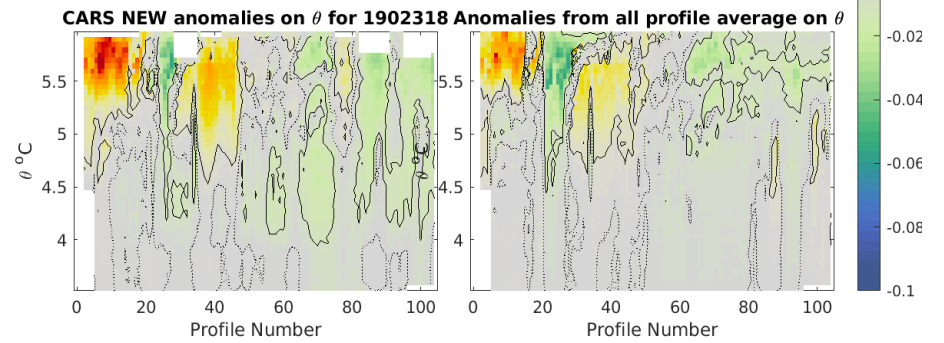 CARS NEW anomalies on θ for 1902318
Anomalies from all profile average on θ
5.5
5
4.5
4
θ °C
0 20 40 60 80 100
Profile Number
5.5
5
4.5
4
θ °C
0 20 40 60 80 100
Profile Number
-0.02
-0.04
-0.06
-0.08
-0.1